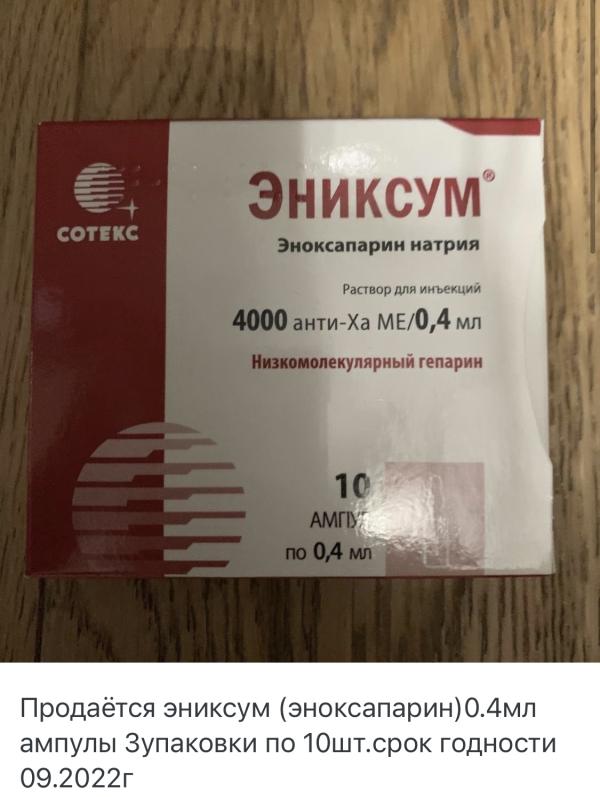 СОТЕКС
ЭНИКСУМ®
Эноксапарин натрия
Раствор для инъекций
4000 анти-Ха МЕ/0,4 мл
Низкомолекулярный гепарин
10
АМПУЛ
по 0,4 мл
Продаётся эниксум (эноксапарин)0.4мл
ампулы 3упаковки по 10шт.срок годности
09.2022г